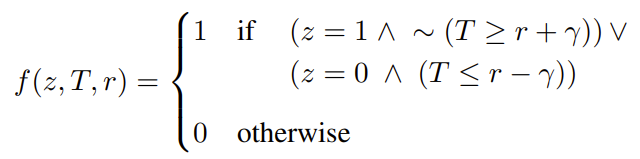 1 if (z = 1 ∧ ∼ (T ≥ r + γ)) ∨
f(z, T, r) = { (z = 0 ∧ (T ≤ r − γ))
0 otherwise